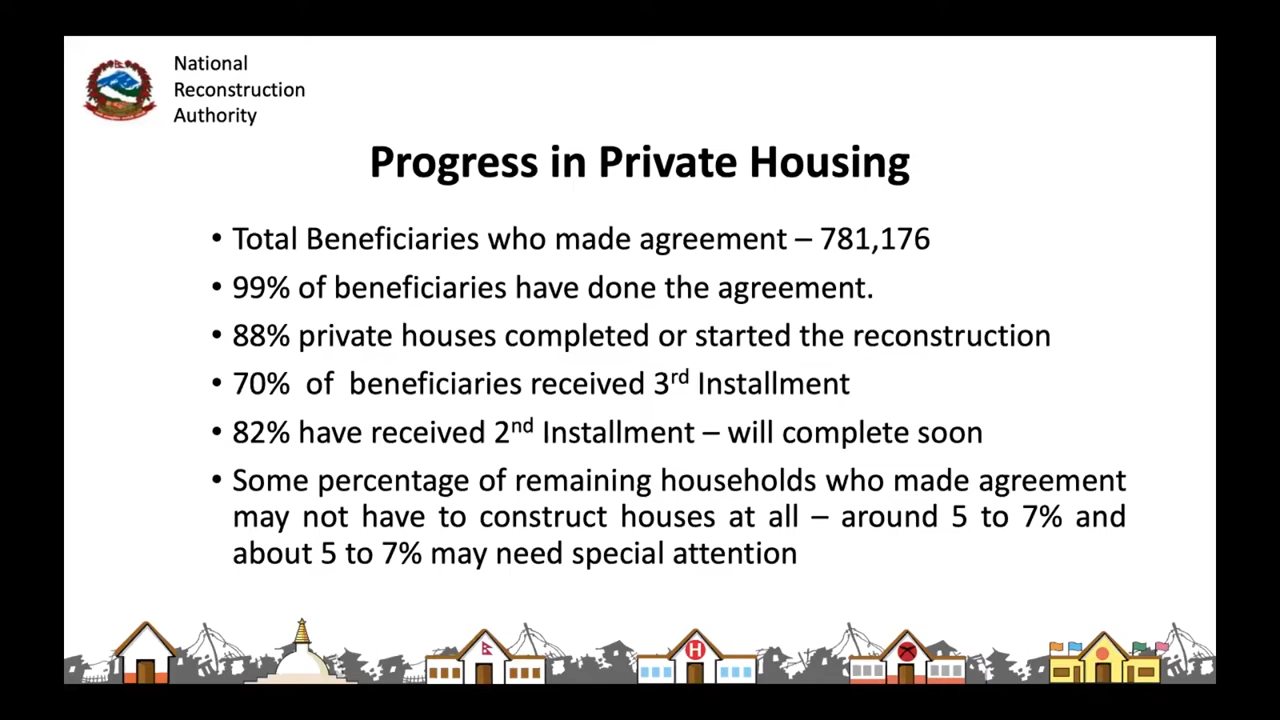 National
Reconstruction
Authority
Progress in Private Housing
• Total Beneficiaries who made agreement – 781,176
• 99% of beneficiaries have done the agreement.
• 88% private houses completed or started the reconstruction
• 70% of beneficiaries received 3rd Installment
• 82% have received 2nd Installment – will complete soon
• Some percentage of remaining households who made agreement
may not have to construct houses at all – around 5 to 7% and
about 5 to 7% may need special attention
H